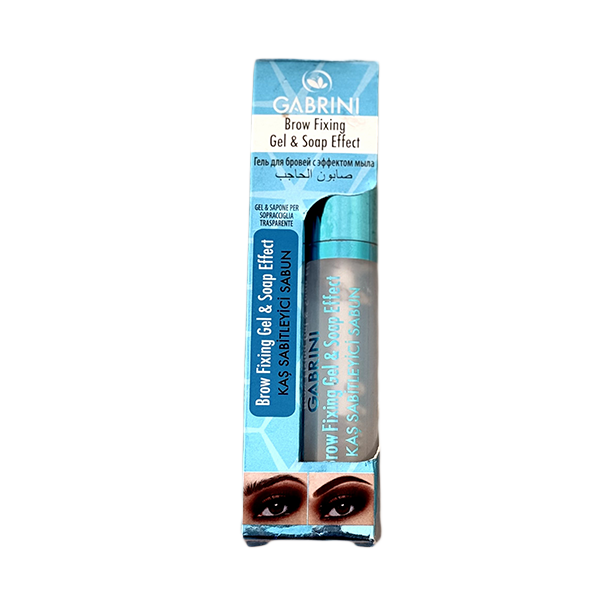 GABRINI
Brow Fixing
Gel & Soap Effect
Гель для бровей с эффектом мыла
صابون الحاجب
GEL & SAPONE PER
SOPRACCIGLIA
TRASPARENTE
Brow Fixing Gel & Soap Effect
KAŞ SABİTLEYİCİ SABUN
GABRINI
Brow Fixing Gel & Soap Effect
KAŞ SABİTLEYİCİ SABUN